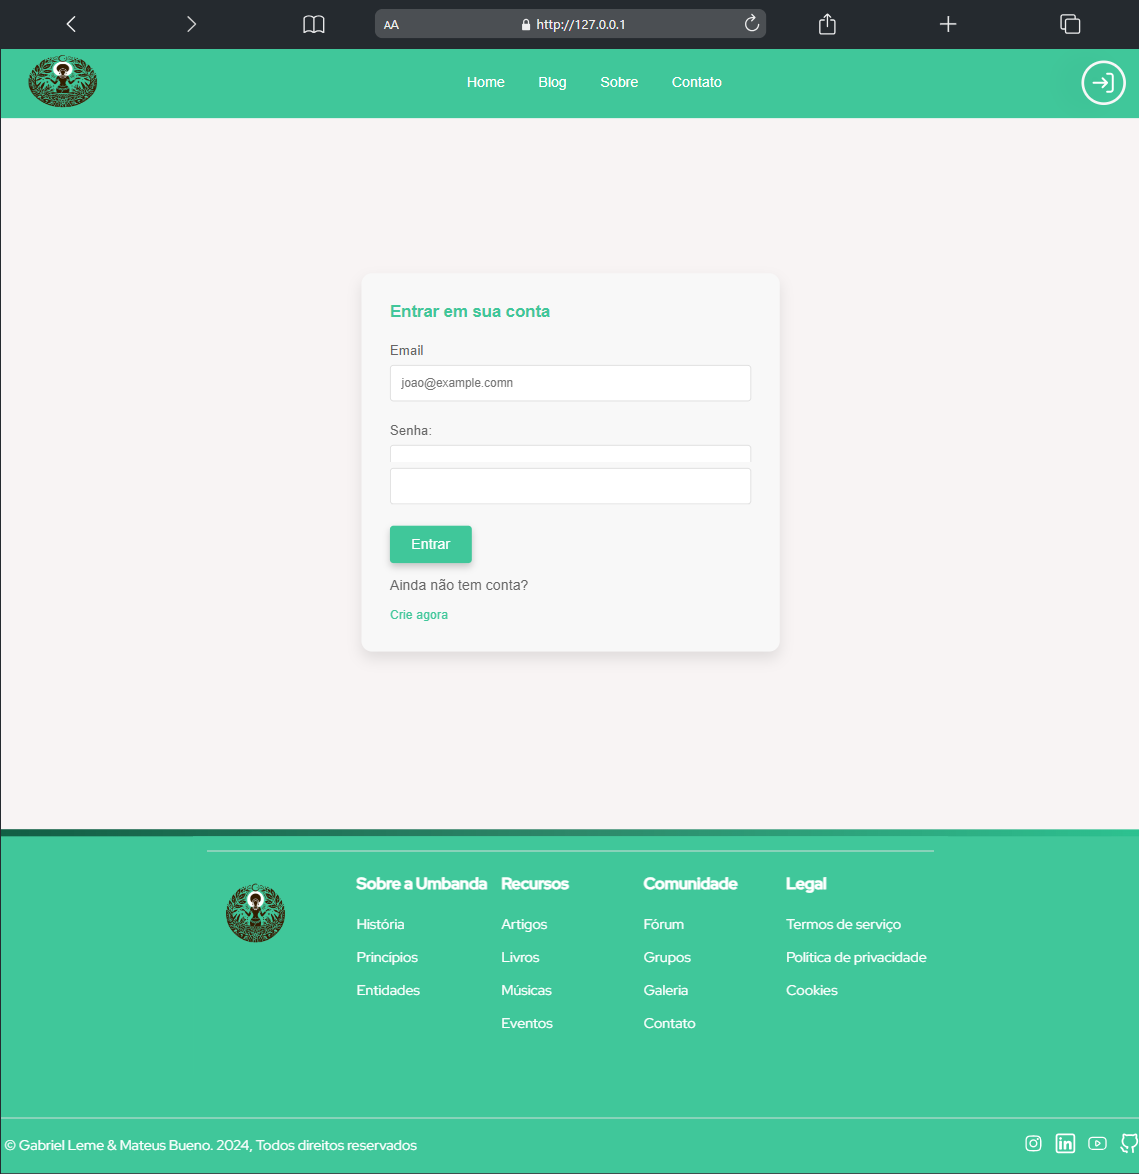 AA
http://127.0.0.1
Home Blog Sobre Contato
Entrar em sua conta
Email
joao@example.comn
Senha:
Entrar
Ainda não tem conta?
Crie agora
Sobre a Umbanda
História
Princípios
Entidades
Recursos
Artigos
Livros
Músicas
Eventos
Comunidade
Fórum
Grupos
Galeria
Contato
Legal
Termos de serviço
Política de privacidade
Cookies
© Gabriel Leme & Mateus Bueno. 2024, Todos direitos reservados